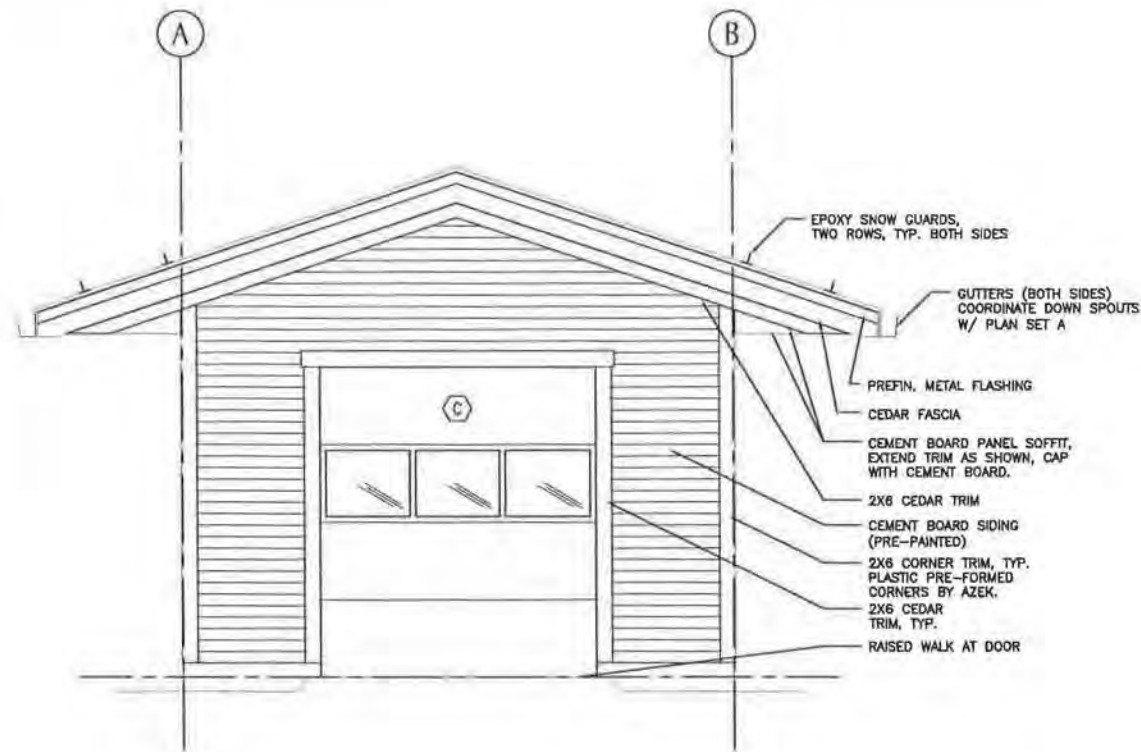 A
B
EPOXY SNOW GUARDS,
TWO ROWS, TYP. BOTH SIDES
GUTTERS (BOTH SIDES)
COORDINATE DOWN SPOUTS
W/ PLAN SET A
PREFIN. METAL FLASHING
CEDAR FASCIA
C
CEMENT BOARD PANEL SOFFIT,
EXTEND TRIM AS SHOWN, CAP
WITH CEMENT BOARD.
2X6 CEDAR TRIM
CEMENT BOARD SIDING
(PRE-PAINTED)
2X6 CORNER TRIM, TYP.
PLASTIC PRE-FORMED
CORNERS BY AZEK.
2X6 CEDAR
TRIM, TYP.
RAISED WALK AT DOOR